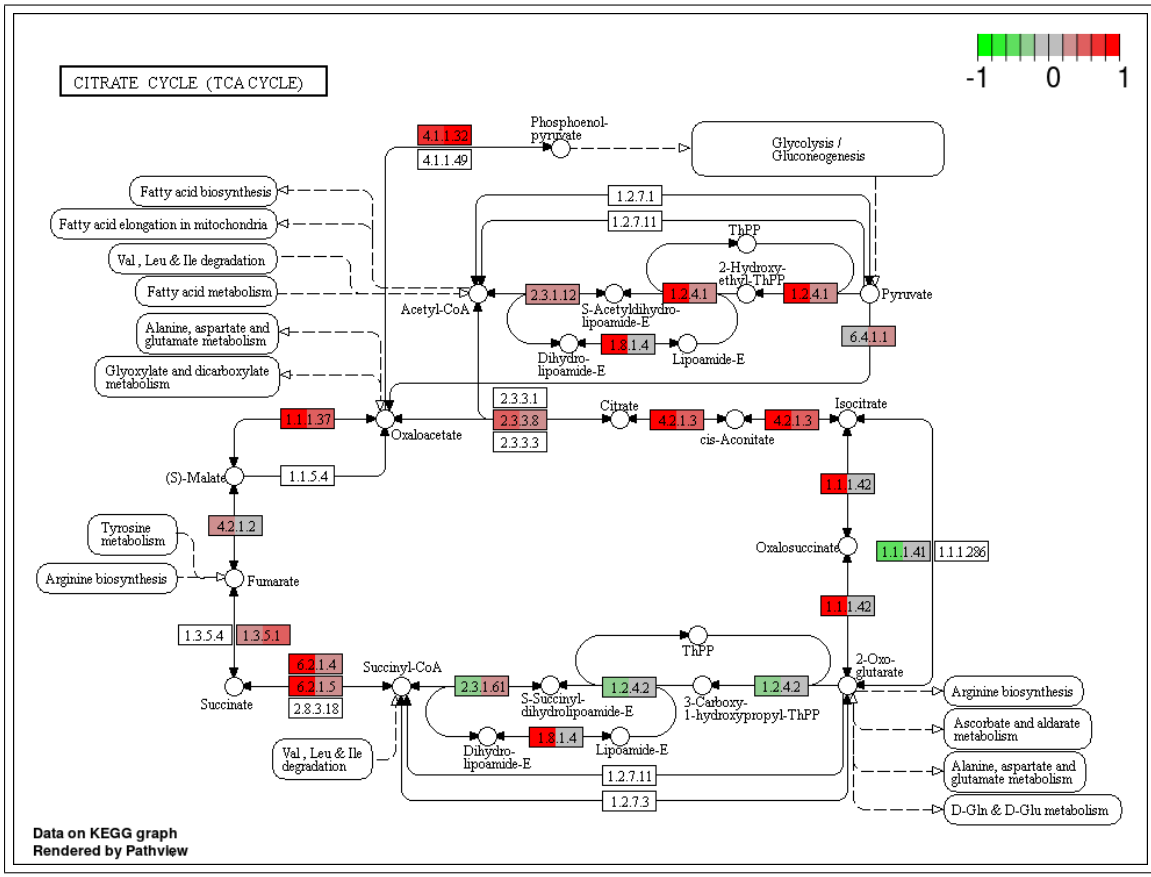 -1 0 1
CITRATE CYCLE (TCA CYCLE)
4.1.1.32
4.1.1.49
Phosphoenol-
pyruvate
Glycolysis /
Gluconeogenesis
Fatty acid biosynthesis
Fatty acid elongation in mitochondria
Val, Leu & Ile degradation
Fatty acid metabolism
Alanine, aspartate and
glutamate metabolism
Glyoxylate and dicarboxylate
metabolism
1.2.7.1
1.2.7.11
ThPP
2-Hydroxy-
ethyl-ThPP
Acetyl-CoA
2.3.1.12
S-Acetyldihydro-
lipoamide-E
1.2.4.1
1.2.4.1
Pyruvate
Dihydro-
lipoamide-E
1.8.1.4
Lipoamide-E
6.4.1.1
1.1.1.37
Oxaloacetate
2.3.3.1
2.3.3.8
2.3.3.3
Citrate
4.2.1.3
cis-Aconitate
4.2.1.3
Isocitrate
(S)-Malate
1.1.5.4
1.1.1.42
4.2.1.2
Tyrosine
metabolism
Arginine biosynthesis
Fumarate
Oxalosuccinate
1.1.1.41
1.1.1.286
1.1.1.42
1.3.5.4
1.3.5.1
Succinate
6.2.1.4
6.2.1.5
2.8.3.18
Succinyl-CoA
2.3.1.61
S-Succinyl-
dihydrolipoamide-E
1.2.4.2
ThPP
3-Carboxy-
1-hydroxypropyl-ThPP
1.2.4.2
2-Oxo-
glutarate
Val, Leu & Ile
degradation
Dihydro-
lipoamide-E
1.8.1.4
Lipoamide-E
1.2.7.11
1.2.7.3
Arginine biosynthesis
Ascorbate and aldarate
metabolism
Alanine, aspartate and
glutamate metabolism
D-Gln & D-Glu metabolism
Data on KEGG graph
Rendered by Pathview